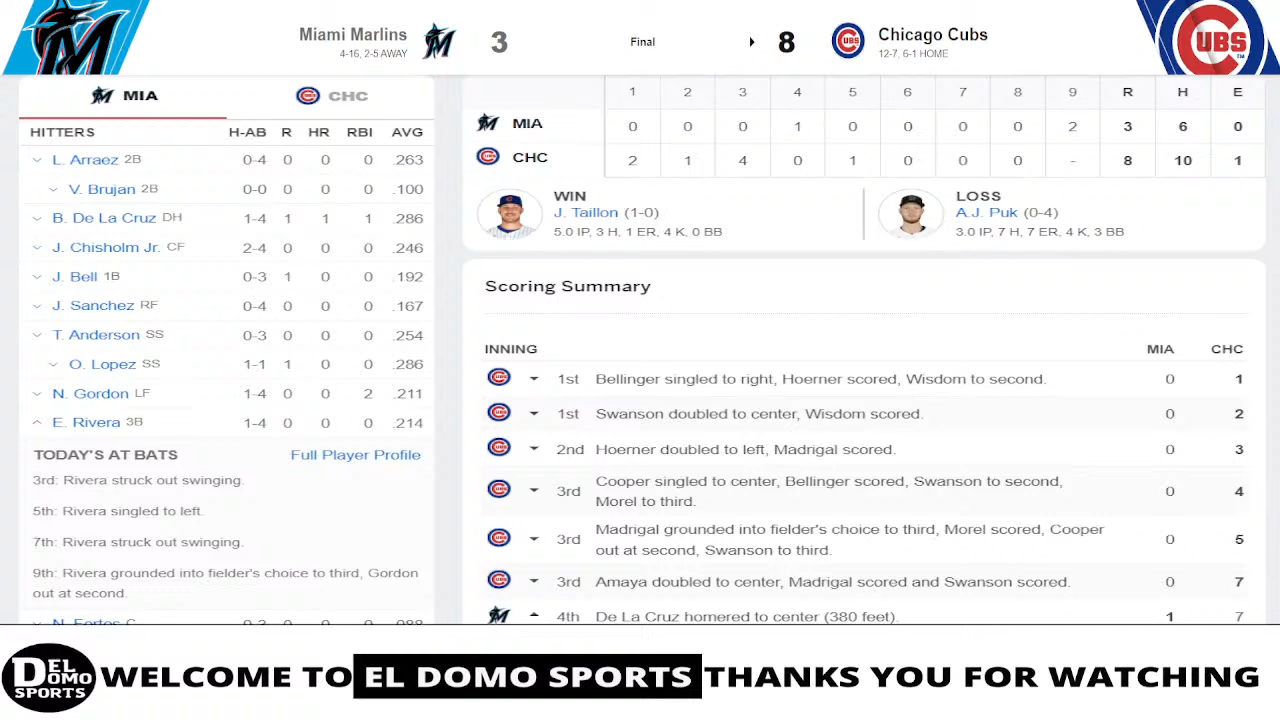 Miami Marlins
4-16, 2-5 AWAY
3
Final
8
Chicago Cubs
12-7, 6-1 HOME
MIA CHC
HITTERS H-AB R HR RBI AVG
L. Arraez 2B 0-4 0 0 0 .263
V. Brujan 2B 0-0 0 0 0 .100
B. De La Cruz DH 1-4 1 1 1 .286
J. Chisholm Jr. CF 2-4 0 0 0 .246
J. Bell 1B 0-3 1 0 0 .192
J. Sanchez RF 0-4 0 0 0 .167
T. Anderson SS 0-3 0 0 0 .254
O. Lopez SS 1-1 1 0 0 .286
N. Gordon LF 1-4 0 0 2 .211
E. Rivera 3B 1-4 0 0 0 .214
TODAY'S AT BATS Full Player Profile
3rd: Rivera struck out swinging.
5th: Rivera singled to left.
7th: Rivera struck out swinging.
9th: Rivera grounded into fielder's choice to third, Gordon
out at second.
N. Fortes C 0-3 0 0 0 .088
1 2 3 4 5 6 7 8 9 R H E
MIA 0 0 0 1 0 0 0 0 2 3 6 0
CHC 2 1 4 0 1 0 0 0 - 8 10 1
WIN
J. Taillon (1-0)
5.0 IP, 3 H, 1 ER, 4 K, 0 BB
LOSS
A.J. Puk (0-4)
3.0 IP, 7 H, 7 ER, 4 K, 3 BB
Scoring Summary
INNING MIA CHC
1st Bellinger singled to right, Hoerner scored, Wisdom to second. 0 1
1st Swanson doubled to center, Wisdom scored. 0 2
2nd Hoerner doubled to left, Madrigal scored. 0 3
3rd Cooper singled to center, Bellinger scored, Swanson to second,
Morel to third. 0 4
3rd Madrigal grounded into fielder's choice to third, Morel scored, Cooper
out at second, Swanson to third. 0 5
3rd Amaya doubled to center, Madrigal scored and Swanson scored. 0 7
4th De La Cruz homered to center (380 feet). 1 7
DEL DOMO SPORTS
WELCOME TO EL DOMO SPORTS THANKS YOU FOR WATCHING